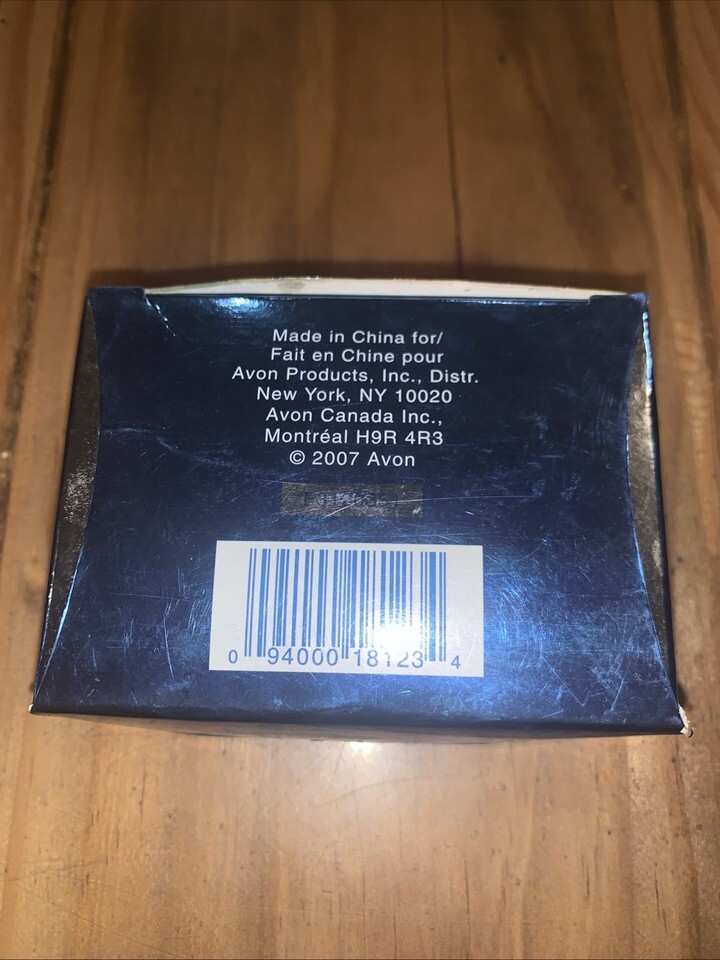 Made in China for/
Fait en Chine pour
Avon Products, Inc., Distr.
New York, NY 10020
Avon Canada Inc.,
Montréal H9R 4R3
© 2007 Avon
0 94000 18123 4